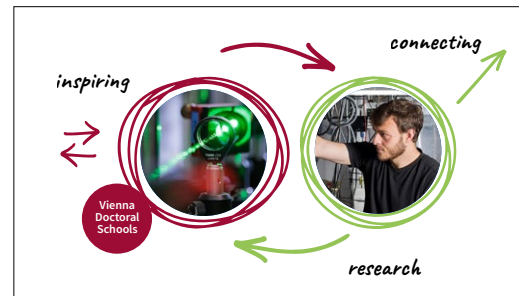 connecting
inspiring
Vienna
Doctoral
Schools
research